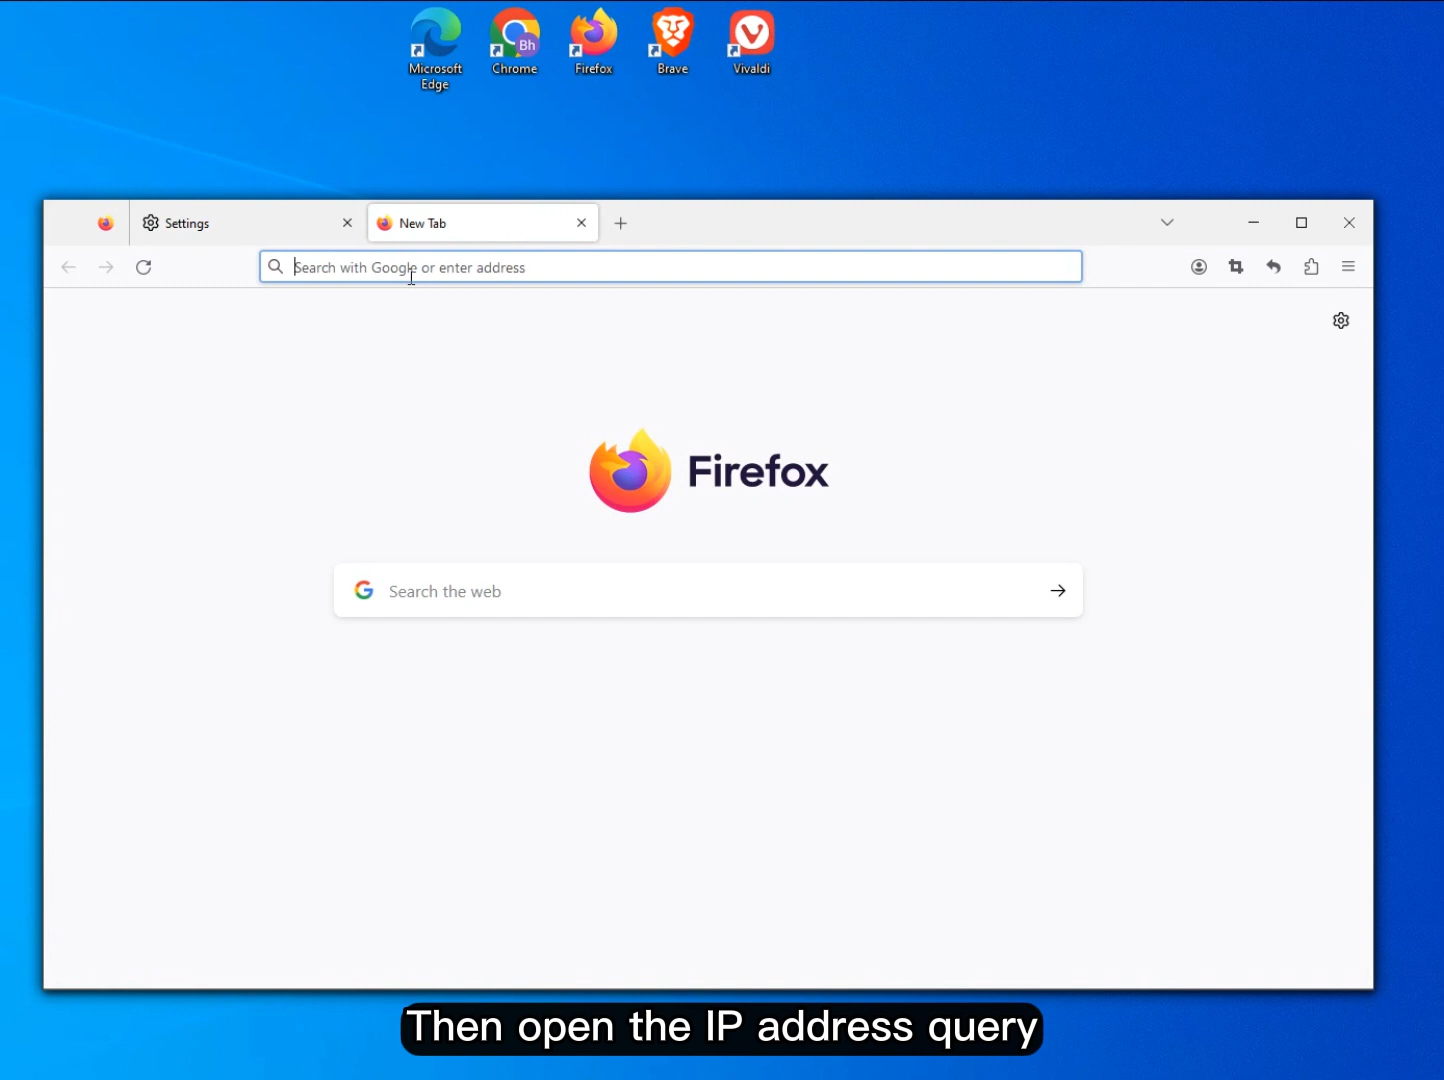 Microsoft
Edge
Bh
Chrome
Firefox
Brave
Vivaldi
Settings
New Tab
Search with Google or enter address
Firefox
Search the web
Then open the IP address query